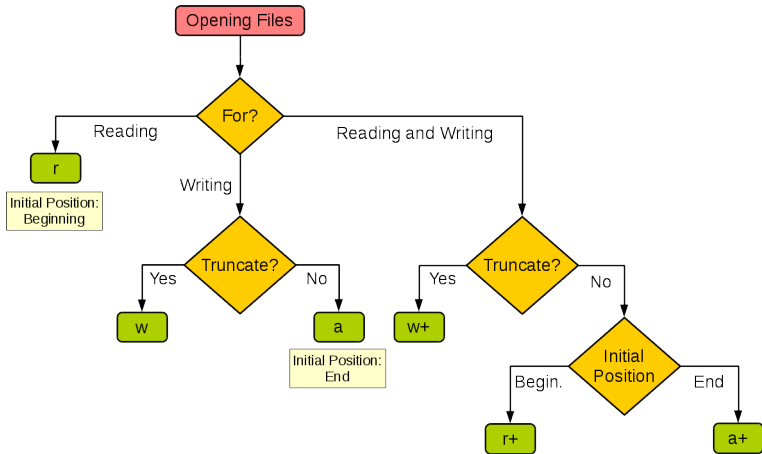 Opening Files
For?
Reading
Reading and Writing
r
Initial Position:
Beginning
Writing
Truncate?
Truncate?
Yes
No
Yes
No
w
a
w+
Initial Position:
End
Initial
Position
Begin.
End
r+
a+